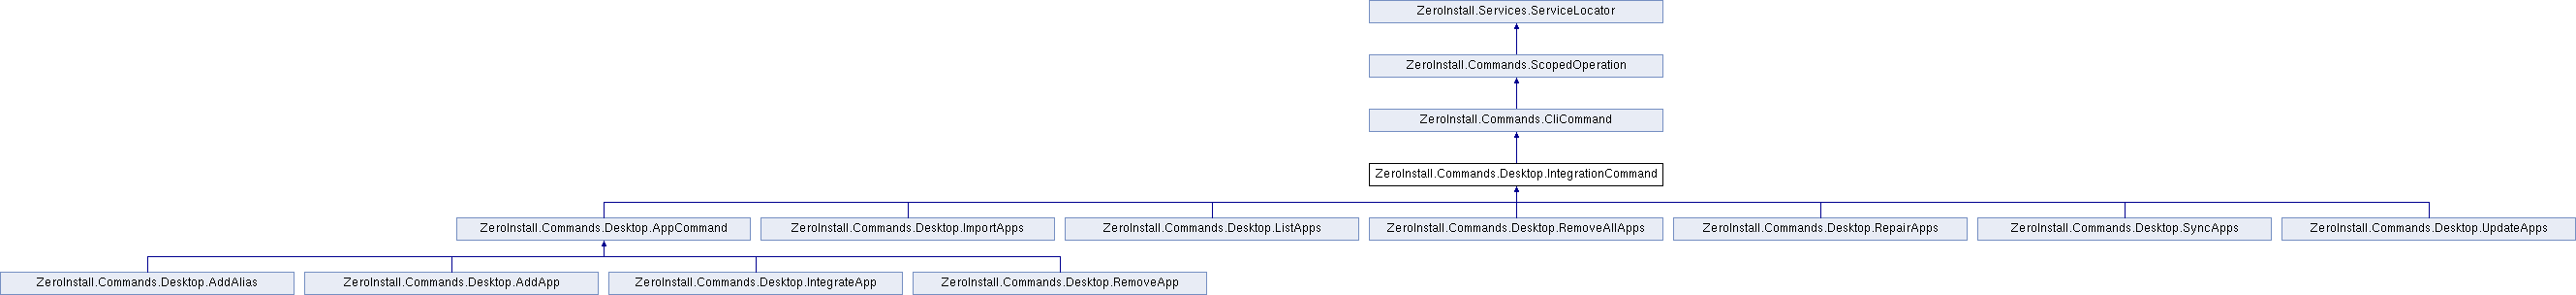 ZeroInstall.Services.ServiceLocator
ZeroInstall.Commands.ScopedOperation
ZeroInstall.Commands.CliCommand
ZeroInstall.Commands.Desktop.IntegrationCommand
ZeroInstall.Commands.Desktop.AppCommand
ZeroInstall.Commands.Desktop.ImportApps
ZeroInstall.Commands.Desktop.ListApps
ZeroInstall.Commands.Desktop.RemoveAllApps
ZeroInstall.Commands.Desktop.RepairApps
ZeroInstall.Commands.Desktop.SyncApps
ZeroInstall.Commands.Desktop.UpdateApps
ZeroInstall.Commands.Desktop.AddAlias
ZeroInstall.Commands.Desktop.AddApp
ZeroInstall.Commands.Desktop.IntegrateApp
ZeroInstall.Commands.Desktop.RemoveApp